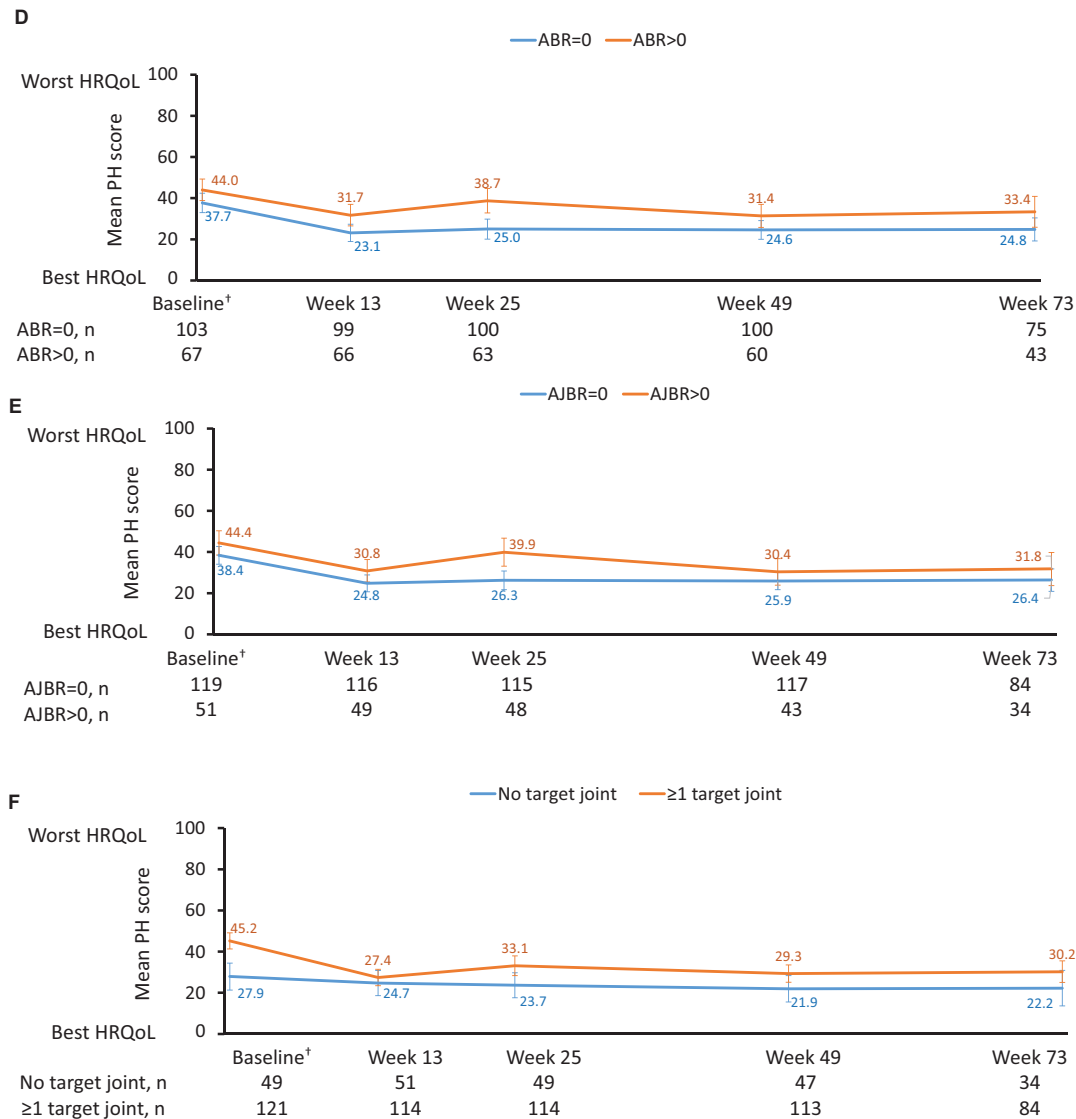 D
ABR=0 ABR>0
Worst HRQoL 100
80
60
40
20
Best HRQoL 0
Mean PH score
44.0 31.7 38.7 31.4 33.4
37.7 23.1 25.0 24.6 24.8
Baseline† Week 13 Week 25 Week 49 Week 73
ABR=0, n 103 99 100 100 75
ABR>0, n 67 66 63 60 43
E
AJBR=0 AJBR>0
Worst HRQoL 100
80
60
40
20
Best HRQoL 0
Mean PH score
44.4 30.8 39.9 30.4 31.8
38.4 24.8 26.3 25.9 26.4
Baseline† Week 13 Week 25 Week 49 Week 73
AJBR=0, n 119 116 115 117 84
AJBR>0, n 51 49 48 43 34
F
No target joint ≥1 target joint
Worst HRQoL 100
80
60
40
20
Best HRQoL 0
Mean PH score
45.2 27.4 33.1 29.3 30.2
27.9 24.7 23.7 21.9 22.2
Baseline† Week 13 Week 25 Week 49 Week 73
No target joint, n 49 51 49 47 34
≥1 target joint, n 121 114 114 113 84